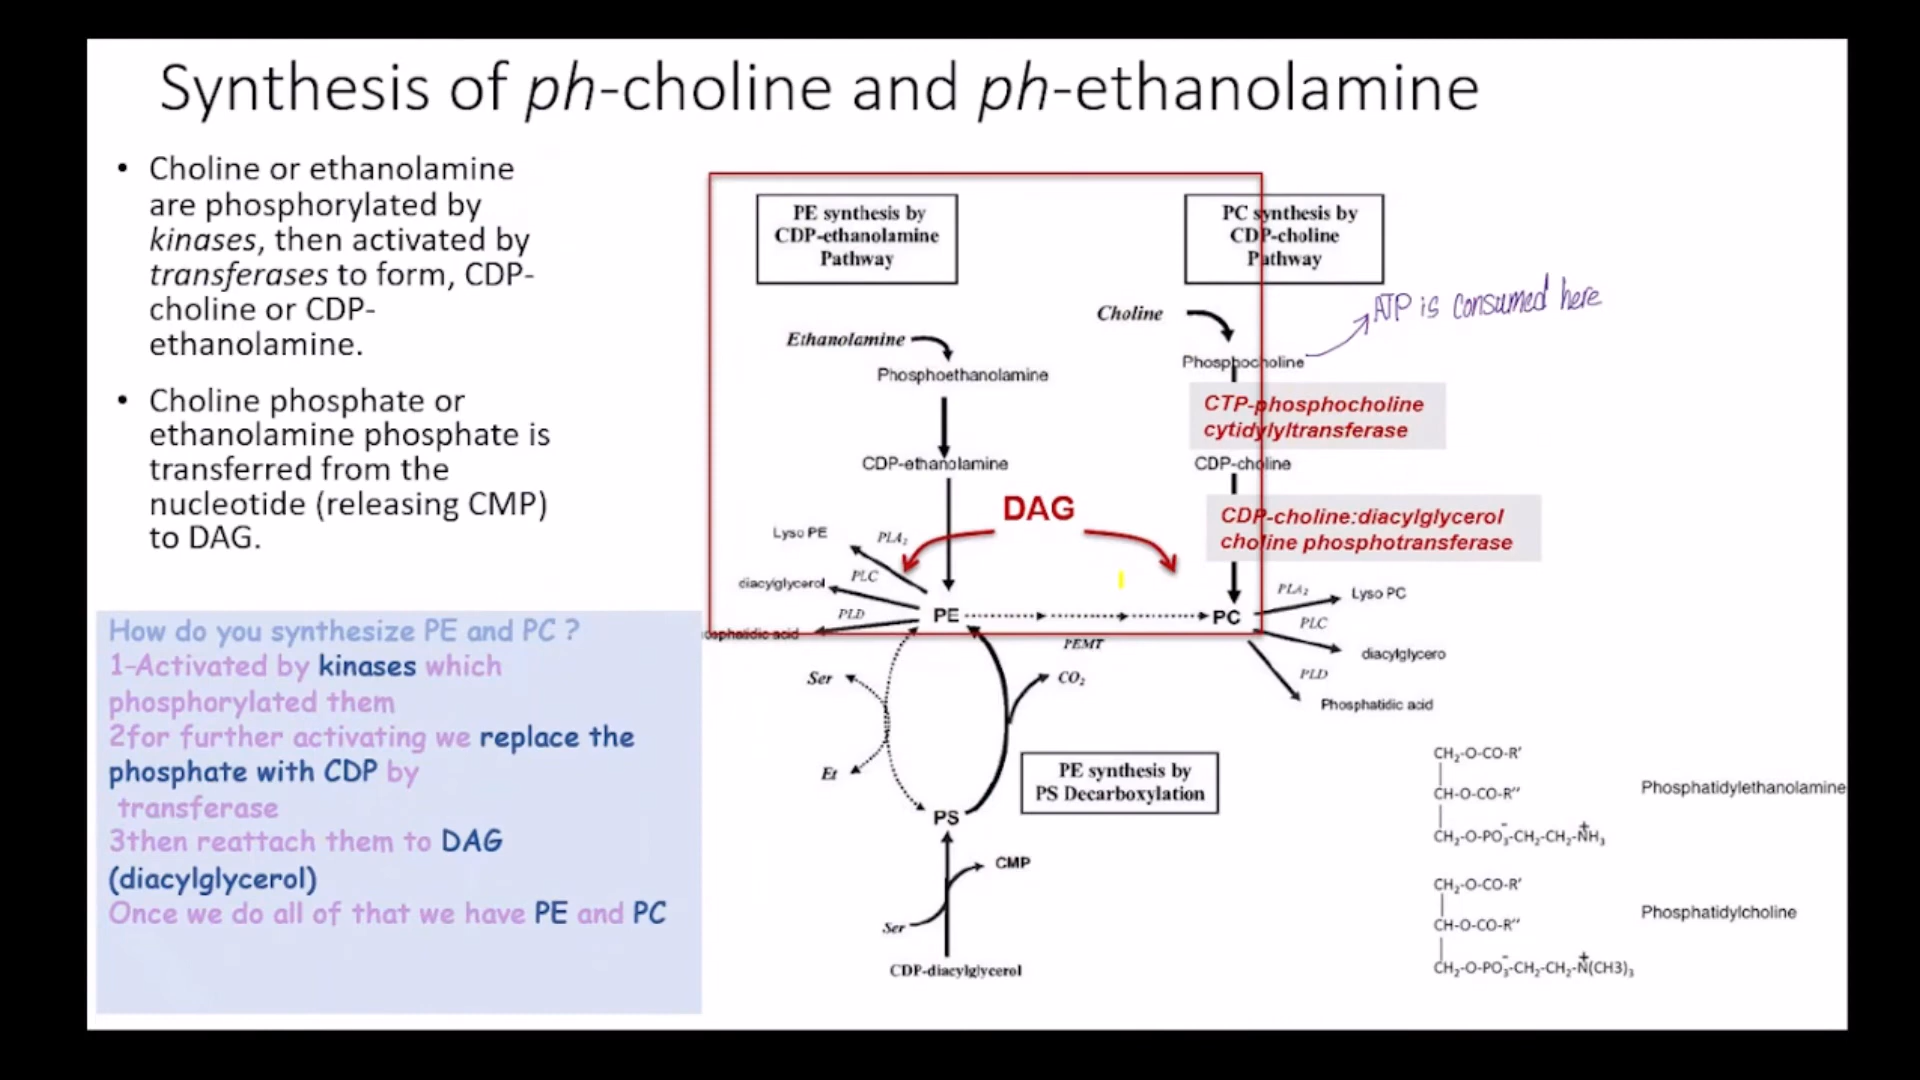 Synthesis of ph-choline and ph-ethanolamine
• Choline or ethanolamine
are phosphorylated by
kinases, then activated by
transferases to form, CDP-
choline or CDP-
ethanolamine.
• Choline phosphate or
ethanolamine phosphate is
transferred from the
nucleotide (releasing CMP)
to DAG.
How do you synthesize PE and PC ?
1-Activated by kinases which
phosphorylated them
2for further activating we replace the
phosphate with CDP by
transferase
3then reattach them to DAG
(diacylglycerol)
Once we do all of that we have PE and PC
PE synthesis by
CDP-ethanolamine
Pathway
PC synthesis by
CDP-choline
Pathway
ATP is consumed here
Choline
Ethanolamine
Phosphocholine
Phosphoethanolamine
CTP-phosphocholine
cytidylyltransferase
CDP-ethanolamine
CDP-choline
DAG
CDP-choline:diacylglycerol
choline phosphotransferase
Lyso PE
PLA₂
PLC
diacylglycerol
PLD
PE
PC
osphatidic acid
PEMT
PLA₂
Lyso PC
PLC
diacylglycero
PLD
Phosphatidic acid
Ser
CO₂
Et
PE synthesis by
PS Decarboxylation
PS
CMP
Ser
CDP-diacylglycerol
CH₂-O-CO-R'
CH-O-CO-R''
Phosphatidylethanolamine
CH₂-O-PO₃⁻-CH₂-CH₂-N⁺H₃
CH₂-O-CO-R'
CH-O-CO-R''
Phosphatidylcholine
CH₂-O-PO₃⁻-CH₂-CH₂-N⁺(CH3)₃